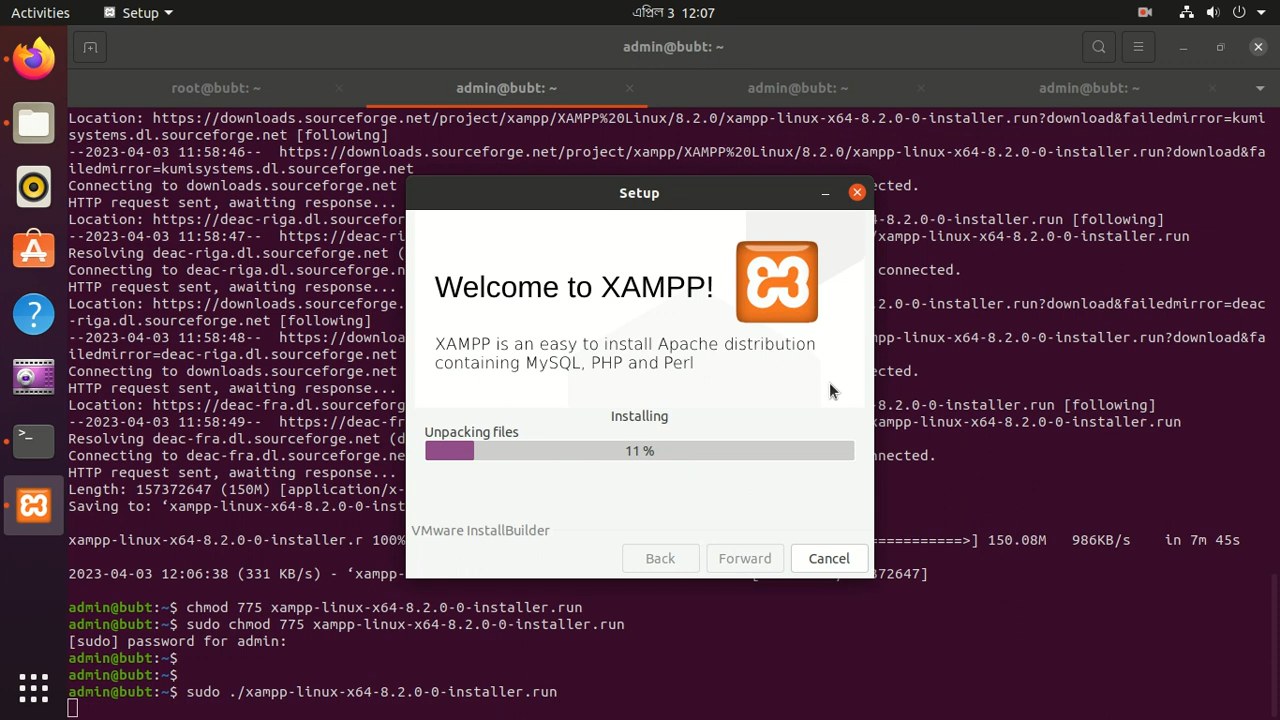 Activities
Setup
এপ্রিল 3 12:07
admin@bubt: ~
root@bubt: ~
admin@bubt: ~
admin@bubt: ~
admin@bubt: ~
Location: https://downloads.sourceforge.net/project/xampp/XAMPP%20Linux/8.2.0/xampp-linux-x64-8.2.0-0-installer.run?download&failedmirror=kumi
systems.dl.sourceforge.net [following]
--2023-04-03 11:58:46-- https://downloads.sourceforge.net/project/xampp/XAMPP%20Linux/8.2.0/xampp-linux-x64-8.2.0-0-installer.run?download&fa
iledmirror=kumisystems.dl.sourceforge.net
Connecting to downloads.sourceforge.net cted.
HTTP request sent, awaiting response...
Location: https://deac-riga.dl.sourcefor -8.2.0-0-installer.run [following]
--2023-04-03 11:58:47-- https://deac-ri /xampp-linux-x64-8.2.0-0-installer.run
Resolving deac-riga.dl.sourceforge.net (
Connecting to deac-riga.dl.sourceforge.n connected.
HTTP request sent, awaiting response...
Location: https://downloads.sourceforge. -8.2.0-0-installer.run?download&failedmirror=deac
-riga.dl.sourceforge.net [following]
--2023-04-03 11:58:48-- https://downloa /xampp-linux-x64-8.2.0-0-installer.run?download&fa
iledmirror=deac-riga.dl.sourceforge.net
Connecting to downloads.sourceforge.net cted.
HTTP request sent, awaiting response...
Location: https://deac-fra.dl.sourceforg 8.2.0-0-installer.run [following]
--2023-04-03 11:58:49-- https://deac-fr xampp-linux-x64-8.2.0-0-installer.run
Resolving deac-fra.dl.sourceforge.net (d
Connecting to deac-fra.dl.sourceforge.ne nnected.
HTTP request sent, awaiting response...
Length: 157372647 (150M) [application/x-
Saving to: ‘xampp-linux-x64-8.2.0-0-inst
xampp-linux-x64-8.2.0-0-installer.r 100% ===========>] 150.08M 986KB/s in 7m 45s
2023-04-03 12:06:38 (331 KB/s) - ‘xampp- 372647]
admin@bubt:~$ chmod 775 xampp-linux-x64-8.2.0-0-installer.run
admin@bubt:~$ sudo chmod 775 xampp-linux-x64-8.2.0-0-installer.run
[sudo] password for admin:
admin@bubt:~$
admin@bubt:~$
admin@bubt:~$ sudo ./xampp-linux-x64-8.2.0-0-installer.run
Setup
Welcome to XAMPP!
XAMPP is an easy to install Apache distribution
containing MySQL, PHP and Perl
Installing
Unpacking files
11 %
VMware InstallBuilder
Back
Forward
Cancel